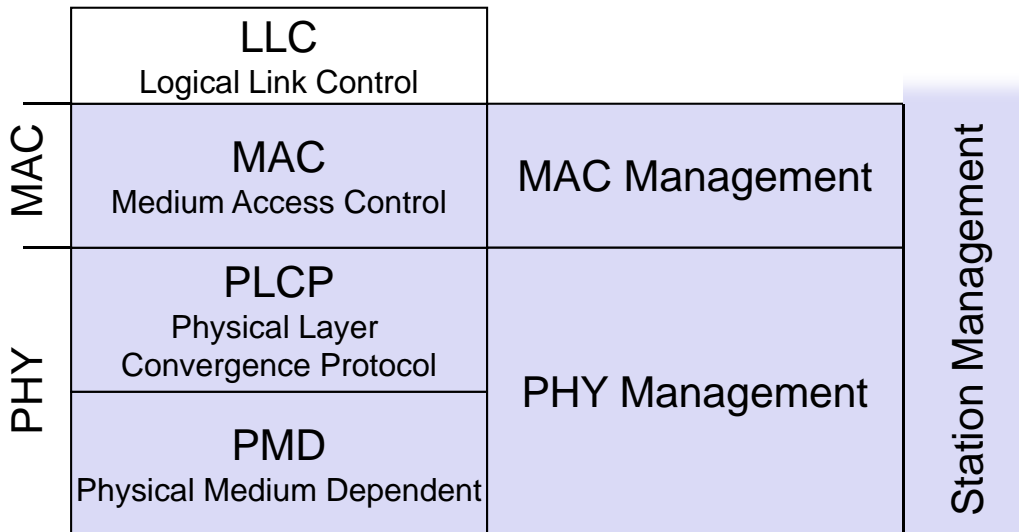 LLC
Logical Link Control
MAC
MAC
Medium Access Control
MAC Management
Station Management
PHY
PLCP
Physical Layer
Convergence Protocol
PHY Management
PMD
Physical Medium Dependent